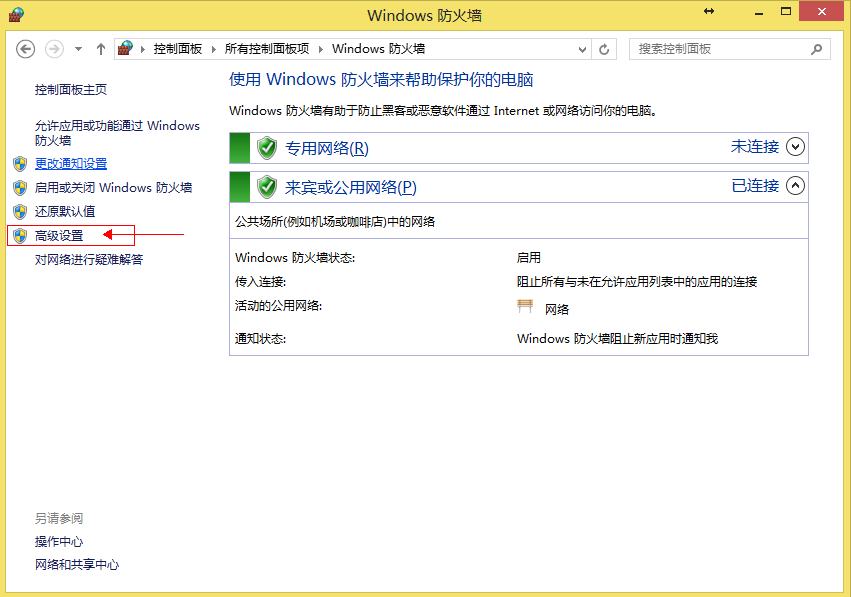 Windows 防火墙
控制面板 所有控制面板项 Windows 防火墙
搜索控制面板
控制面板主页
允许应用或功能通过 Windows
防火墙
更改通知设置
启用或关闭 Windows 防火墙
还原默认值
高级设置
对网络进行疑难解答
使用 Windows 防火墙来帮助保护你的电脑
Windows 防火墙有助于防止黑客或恶意软件通过 Internet 或网络访问你的电脑。
专用网络(R) 未连接
来宾或公用网络(P) 已连接
公共场所(例如机场或咖啡店)中的网络
Windows 防火墙状态: 启用
传入连接: 阻止所有与未在允许应用列表中的应用的连接
活动的公用网络: 网络
通知状态: Windows 防火墙阻止新应用时通知我
另请参阅
操作中心
网络和共享中心